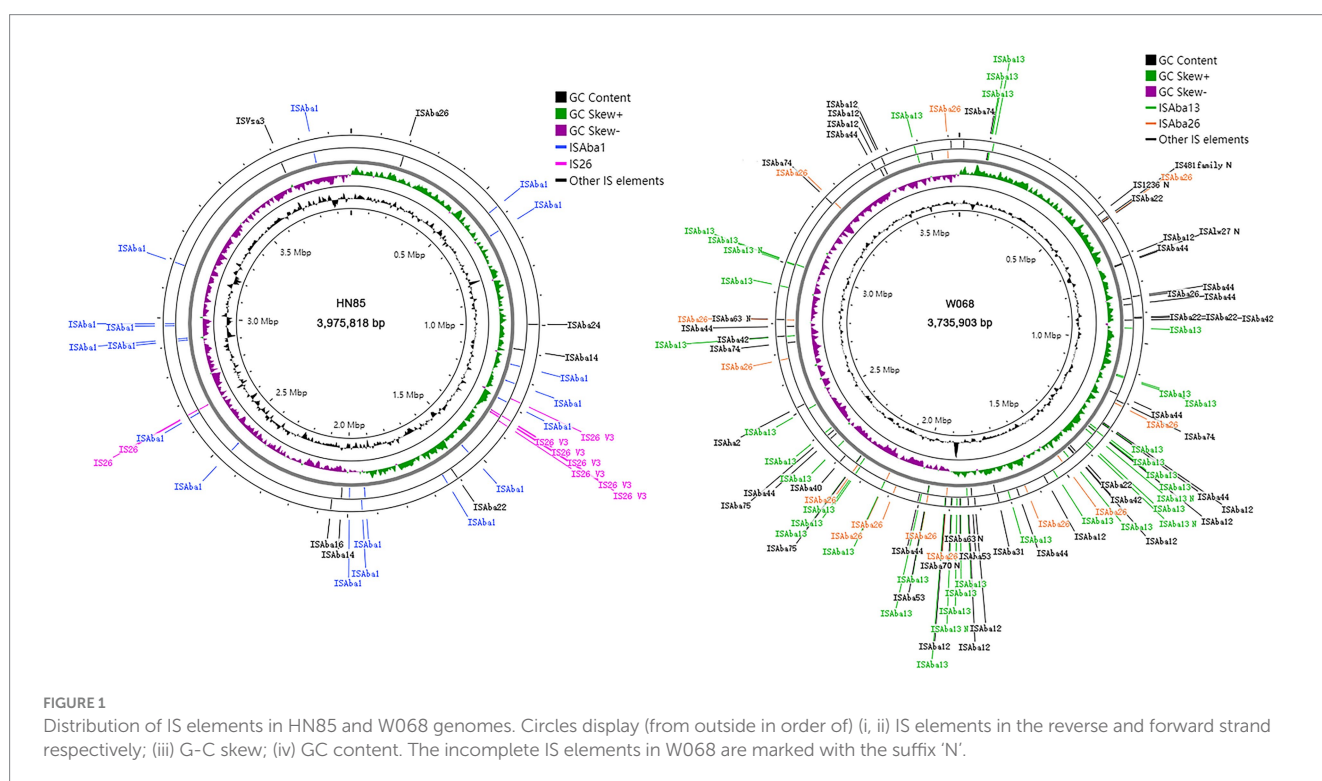 ISVsa3
ISAba1
ISAba26
GC Content
GC Skew+
GC Skew-
ISAba1
IS26
Other IS elements
ISAba1
ISAba1
ISAba1
3.5 Mbp
0.5 Mbp
HN85
3,975,818 bp
3.0 Mbp
1.0 Mbp
2.5 Mbp
1.5 Mbp
2.0 Mbp
ISAba1
ISAba1
ISAba1
ISAba1
ISAba24
ISAba14
ISAba1
ISAba1
ISAba1
IS26 V3
IS26 V3
IS26 V3
IS26 V3
IS26 V3
IS26 V3
ISAba1
IS26
IS26
ISAba1
ISAba1
ISAba22
ISAba1
ISAba16
ISAba14
ISAba1
ISAba1
ISAba1
ISAba13
ISAba13
ISAba13
GC Content
GC Skew+
GC Skew-
ISAba13
ISAba26
Other IS elements
ISAba12
ISAba12
ISAba12
ISAba44
ISAba13
ISAba26
ISAba74
ISAba74
ISAba26
IS481family N
ISAba26
IS1236 N
ISAba22
ISAlw27 N
ISAba12
ISAba44
ISAba13
ISAba13
ISAba13 N
ISAba13
3.5 Mbp
0.5 Mbp
3.0 Mbp
W068
3,735,903 bp
1.0 Mbp
2.5 Mbp
1.5 Mbp
2.0 Mbp
ISAba44
ISAba26
ISAba44
ISAba22
ISAba22
ISAba42
ISAba13
ISAba26
ISAba63 N
ISAba44
ISAba42
ISAba13
ISAba74
ISAba26
ISAba13
ISAba13
ISAba44
ISAba26
ISAba74
ISAba2
ISAba13
ISAba13
ISAba13
ISAba44
ISAba40
ISAba75
ISAba26
ISAba13
ISAba13
ISAba75
ISAba26
ISAba26
ISAba13
ISAba26
ISAba44
ISAba13
ISAba53
ISAba13
ISAba63 N
ISAba26
ISAba53
ISAba70 N
ISAba13
ISAba13
ISAba13
ISAba13 N
ISAba12
ISAba12
ISAba12
ISAba13
ISAba31
ISAba13
ISAba44
ISAba26
ISAba12
ISAba13
ISAba26
ISAba13
ISAba12
ISAba22
ISAba42
ISAba13
ISAba13
ISAba13
ISAba13 N
ISAba13
ISAba13 N
ISAba44
ISAba12
ISAba12
FIGURE 1
Distribution of IS elements in HN85 and W068 genomes. Circles display (from outside in order of) (i, ii) IS elements in the reverse and forward strand
respectively; (iii) G-C skew; (iv) GC content. The incomplete IS elements in W068 are marked with the suffix ‘N’.